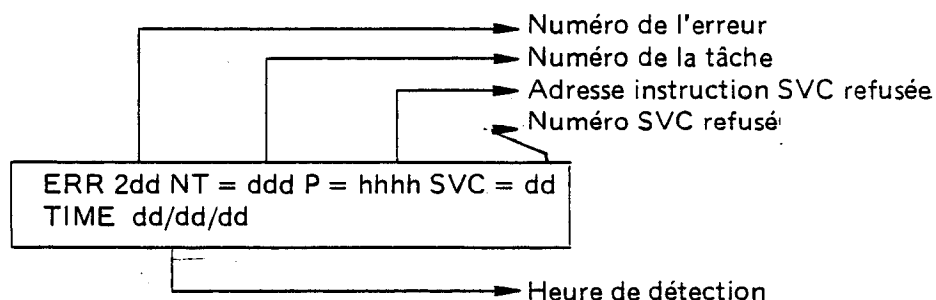 Numéro de l'erreur
Numéro de la tâche
Adresse instruction SVC refusée
Numéro SVC refusé
ERR 2dd NT = ddd P = hhhh SVC = dd
TIME dd/dd/dd
Heure de détection